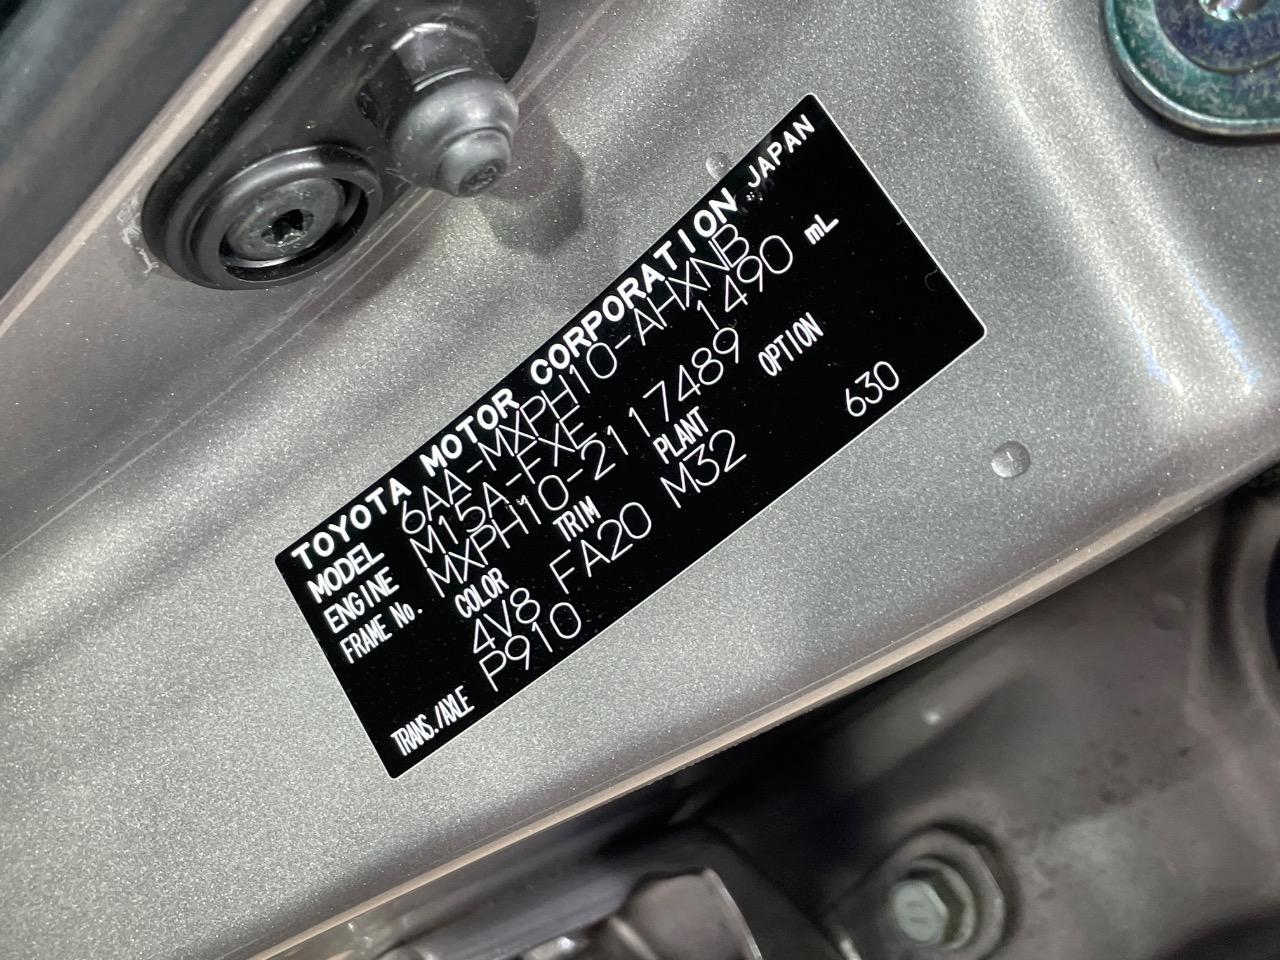 TOYOTA MOTOR CORPORATION JAPAN
MODEL 6AA-MXPH10-AHXNB
ENGINE M15A-FXE 1490 mL
FRAME No. MXPH10-2117489
COLOR TRIM PLANT OPTION
4V8 FA20 M32 630
TRANS./AXLE P910